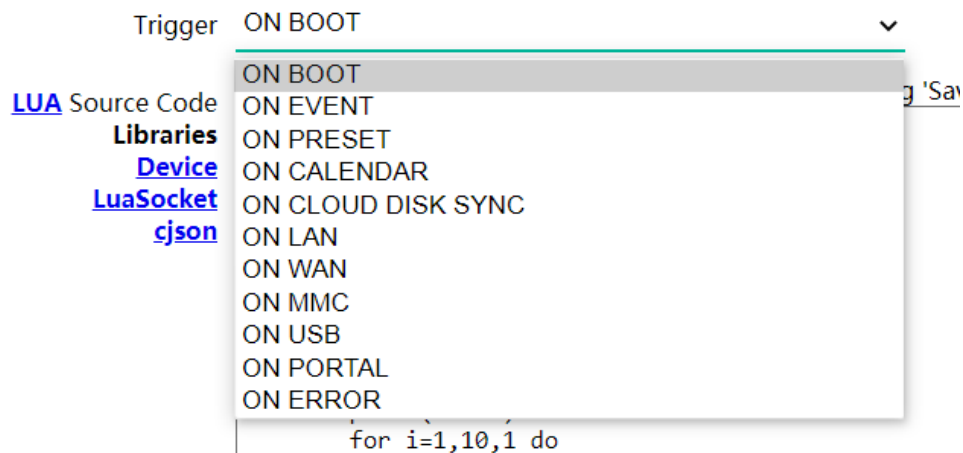 Trigger ON BOOT
ON BOOT
LUA Source Code
ON EVENT
Libraries
ON PRESET
Device
ON CALENDAR
LuaSocket
ON CLOUD DISK SYNC
cjson
ON LAN
ON WAN
ON MMC
ON USB
ON PORTAL
ON ERROR
for i=1,10,1 do